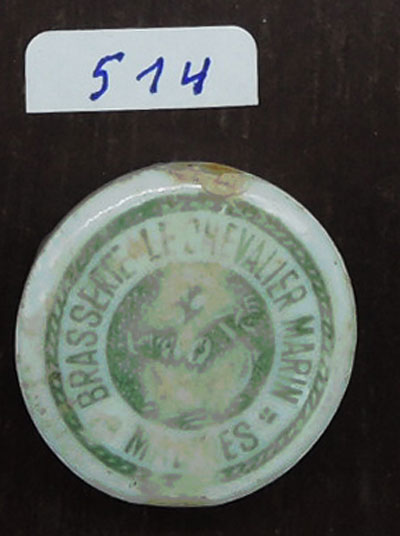 514
BRASSERIE LE CHEVALIER MARIN